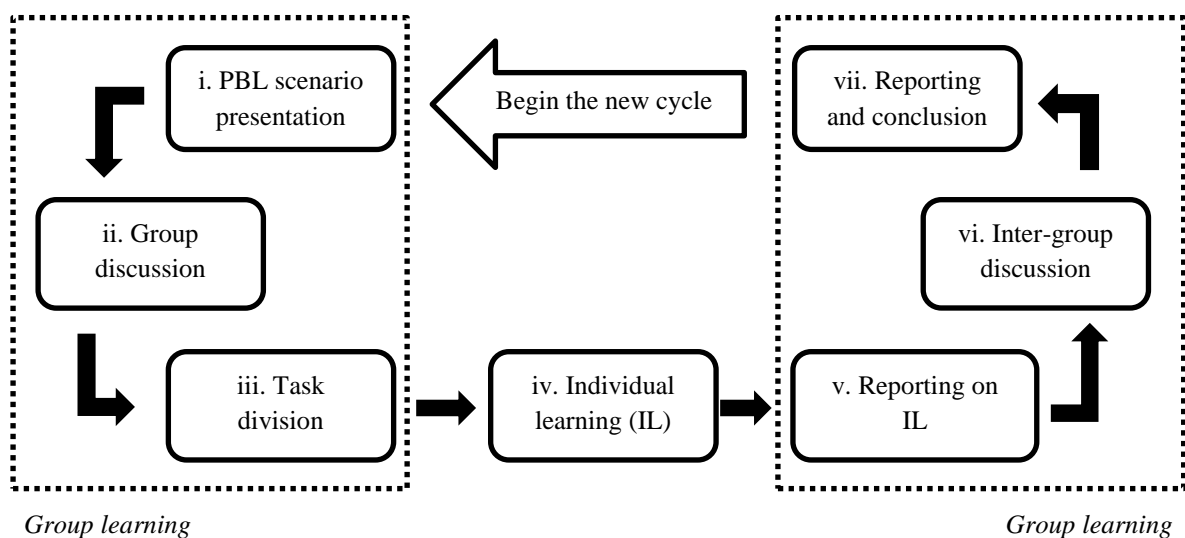 i. PBL scenario
presentation
Begin the new cycle
vii. Reporting
and conclusion
ii. Group
discussion
vi. Inter-group
discussion
iii. Task
division
iv. Individual
learning (IL)
v. Reporting on
IL
Group learning
Group learning